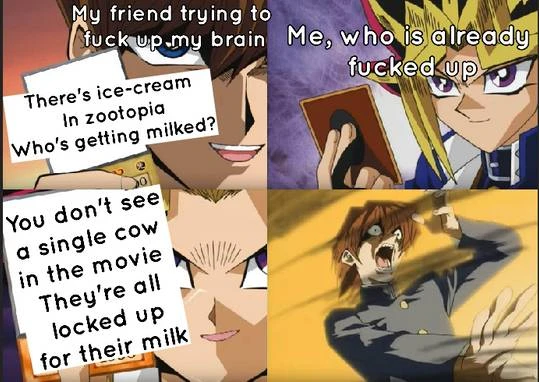 My friend trying to
fuck up my brain
There's ice-cream
In zootopia
Who's getting milked?
Me, who is already
fucked up
You don't see
a single cow
in the movie
They're all
locked up
for their milk